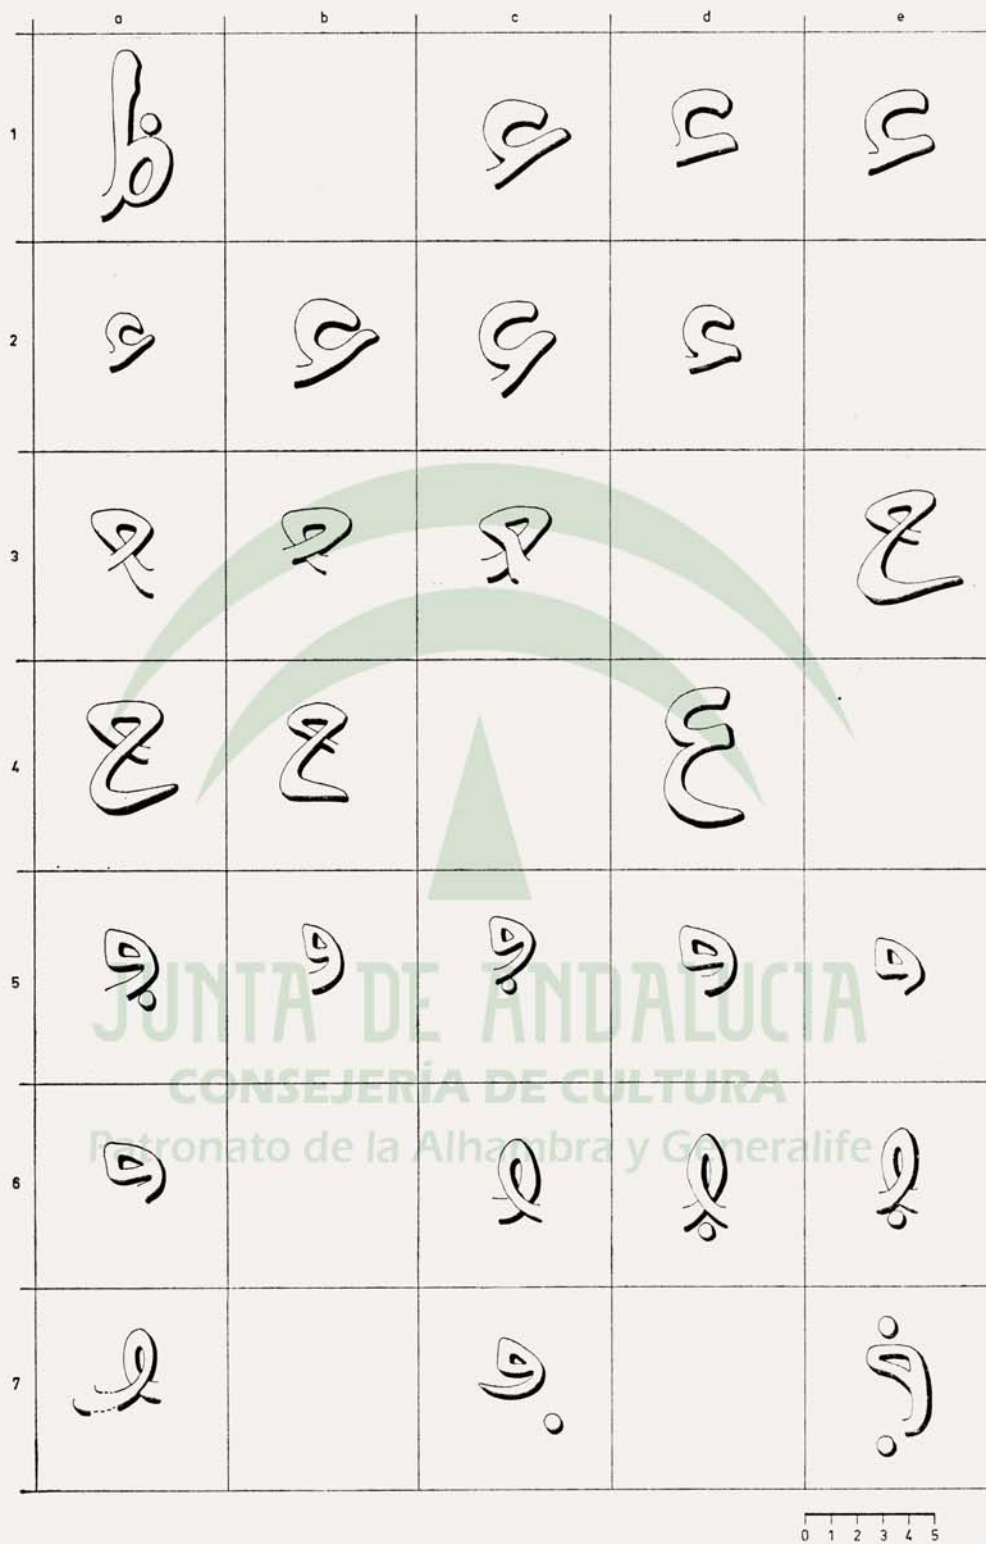 a b c d e
1 ظ ع ع ع
2 ع ع ع ع
3 ع ع ع ع
4 ع ع ع
5 ڢ ڡ ڢ ڡ ڡ
JUNTA DE ANDALUCIA
CONSEJERÍA DE CULTURA
Patronato de la Alhambra y Generalife
6 ڡ ڡ ڢ ڢ
7 ڡ ڢ
0 1 2 3 4 5